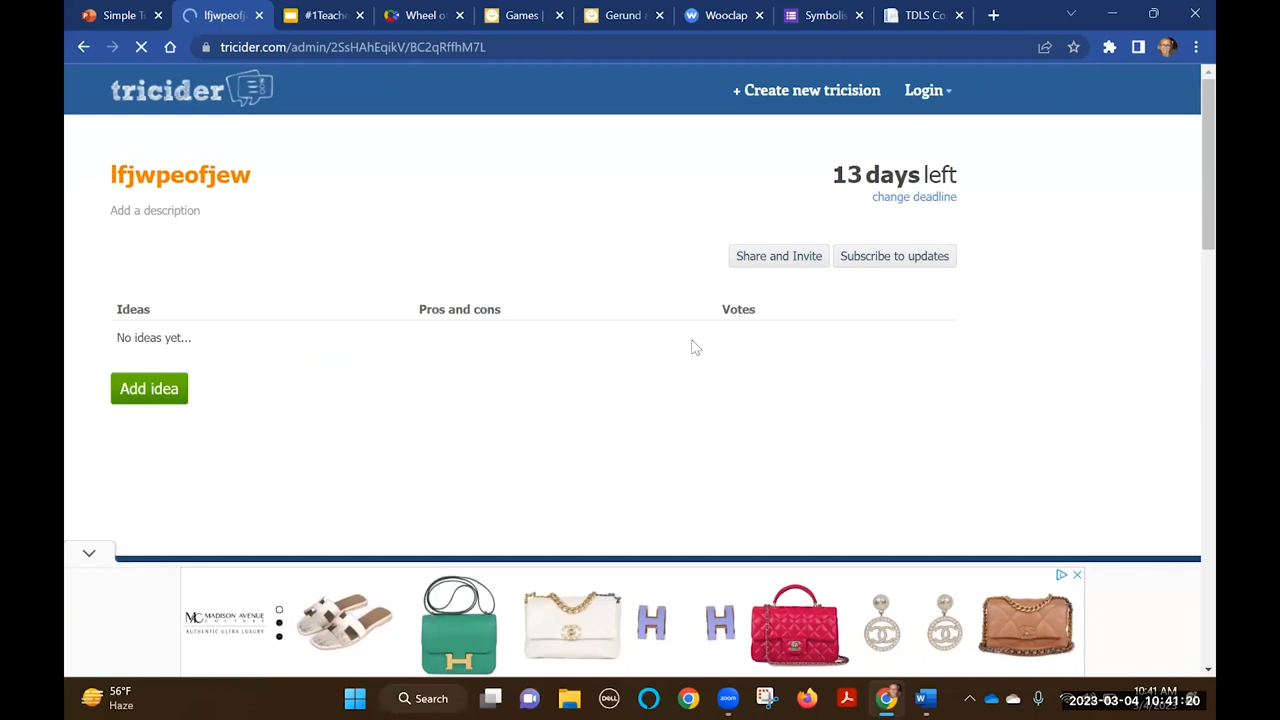 Simple T
lfjwpeofj
#1Teach
Wheel o
Games |
Gerund a
Wooclap
Symbolis
TDLS Co
tricider.com/admin/2SsHAhEqikV/BC2qRffhM7L
tricider
+ Create new tricision
Login
lfjwpeofjew
13 days left
change deadline
Add a description
Share and Invite
Subscribe to updates
Ideas
Pros and cons
Votes
No ideas yet...
Add idea
MADISON AVENUE
AUTHENTIC ULTRA LUXURY
56°F
Haze
Search
DELL
zoom
10:41 AM
2023-03-04 10:41:20